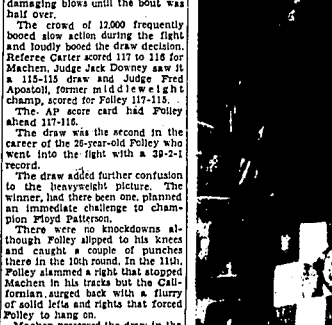 damaging blows until the bout was
half over.
The crowd of 12,000 frequently
booed slow action during the fight
and loudly booed the draw decision.
Referee Carter scored 117 to 116 for
Machen, Judge Jack Downey saw it
a 115-115 draw and Judge Fred
Apostoli, former middleweight
champ, scored for Folley 117-115.
The AP score card had Folley
ahead 117-116.
The draw was the second in the
career of the 26-year-old Folley who
went into the fight with a 39-2-1
record.
The draw added further confusion
to the heavyweight picture. The
winner, had there been one, planned
an immediate challenge to cham-
pion Floyd Patterson.
There were no knockdowns al-
though Folley slipped to his knees
and caught a couple of punches
there in the 10th round. In the 11th,
Folley slammed a right that stopped
Machen in his tracks but the Cali-
fornian surged back with a flurry
of solid lefts and rights that forced
Folley to hang on.
Machen preserved the draw in the